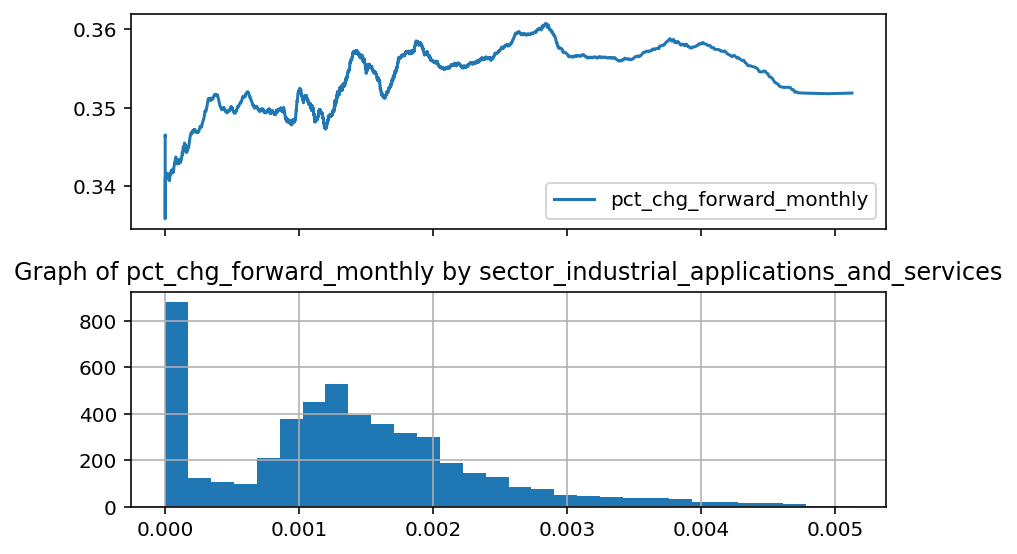 0.36
0.35
0.34
pct_chg_forward_monthly
Graph of pct_chg_forward_monthly by sector_industrial_applications_and_services
800
600
400
200
0
0.000 0.001 0.002 0.003 0.004 0.005